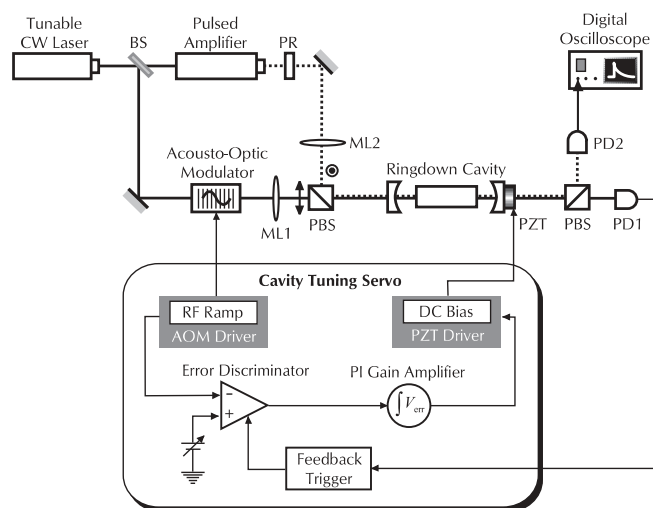 Tunable
CW Laser
BS
Pulsed
Amplifier
PR
Digital
Oscilloscope
ML2
PD2
Acousto-Optic
Modulator
Ringdown Cavity
ML1
PBS
PZT
PBS
PD1
Cavity Tuning Servo
RF Ramp
AOM Driver
DC Bias
PZT Driver
Error Discriminator
PI Gain Amplifier
−
+
∫ Verr
Feedback
Trigger